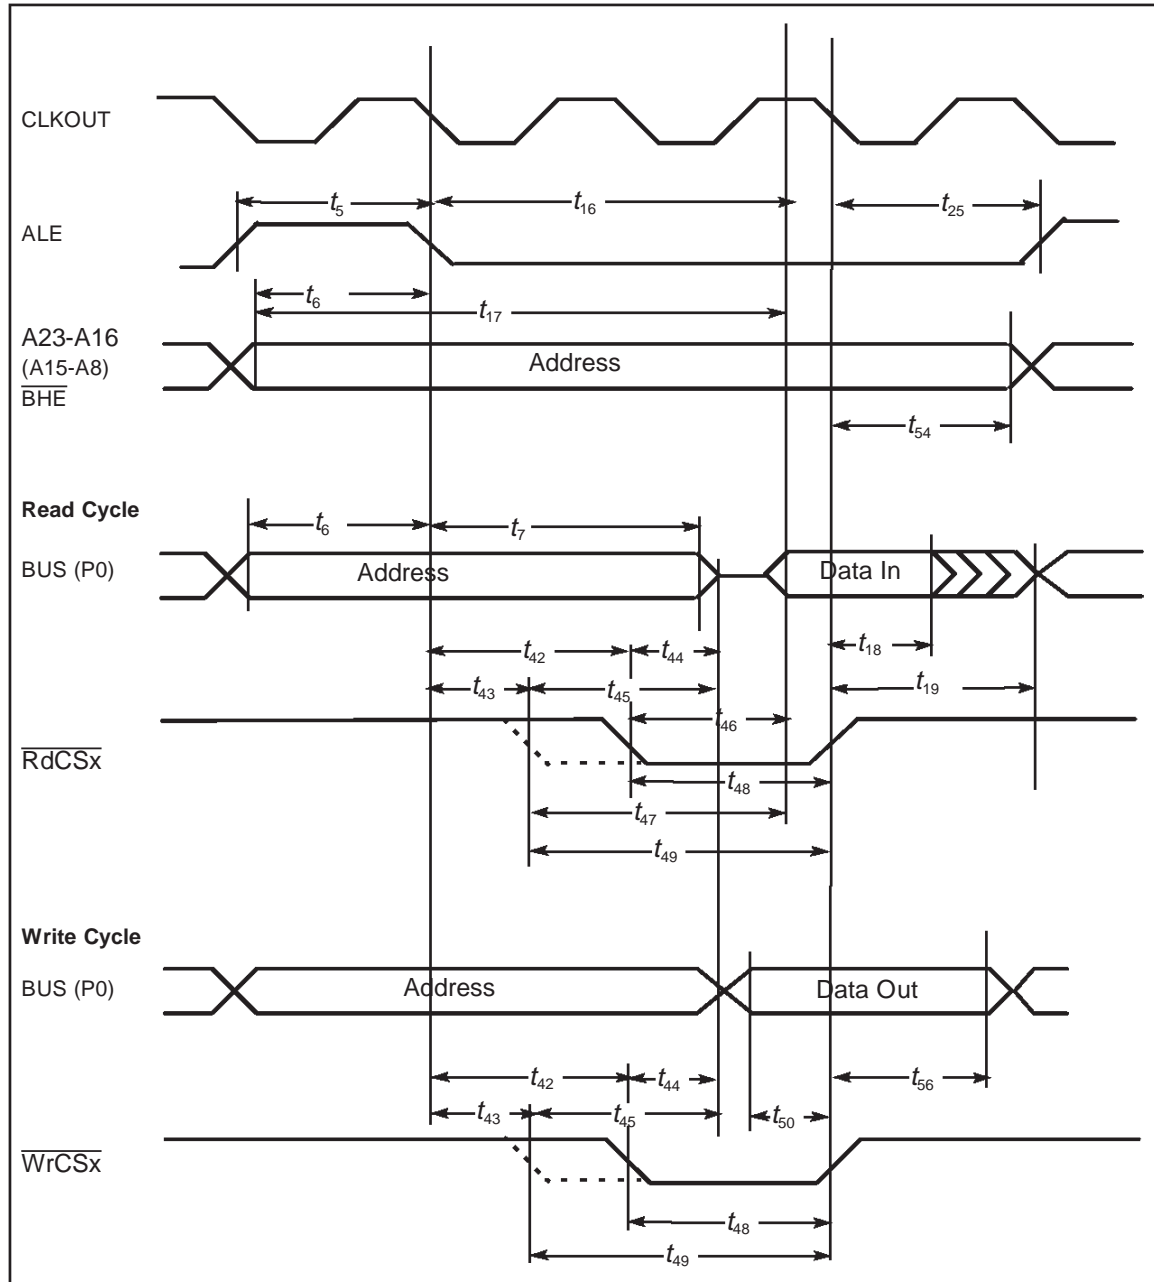 CLKOUT
t5
t16
t25
ALE
t6
t17
A23-A16
(A15-A8)
BHE
Address
t54
Read Cycle
t6
t7
BUS (P0)
Address
Data In
t42
t44
t18
t43
t45
t19
t46
RdCSx
t48
t47
t49
Write Cycle
BUS (P0)
Address
Data Out
t42
t44
t56
t43
t45
t50
WrCSx
t48
t49